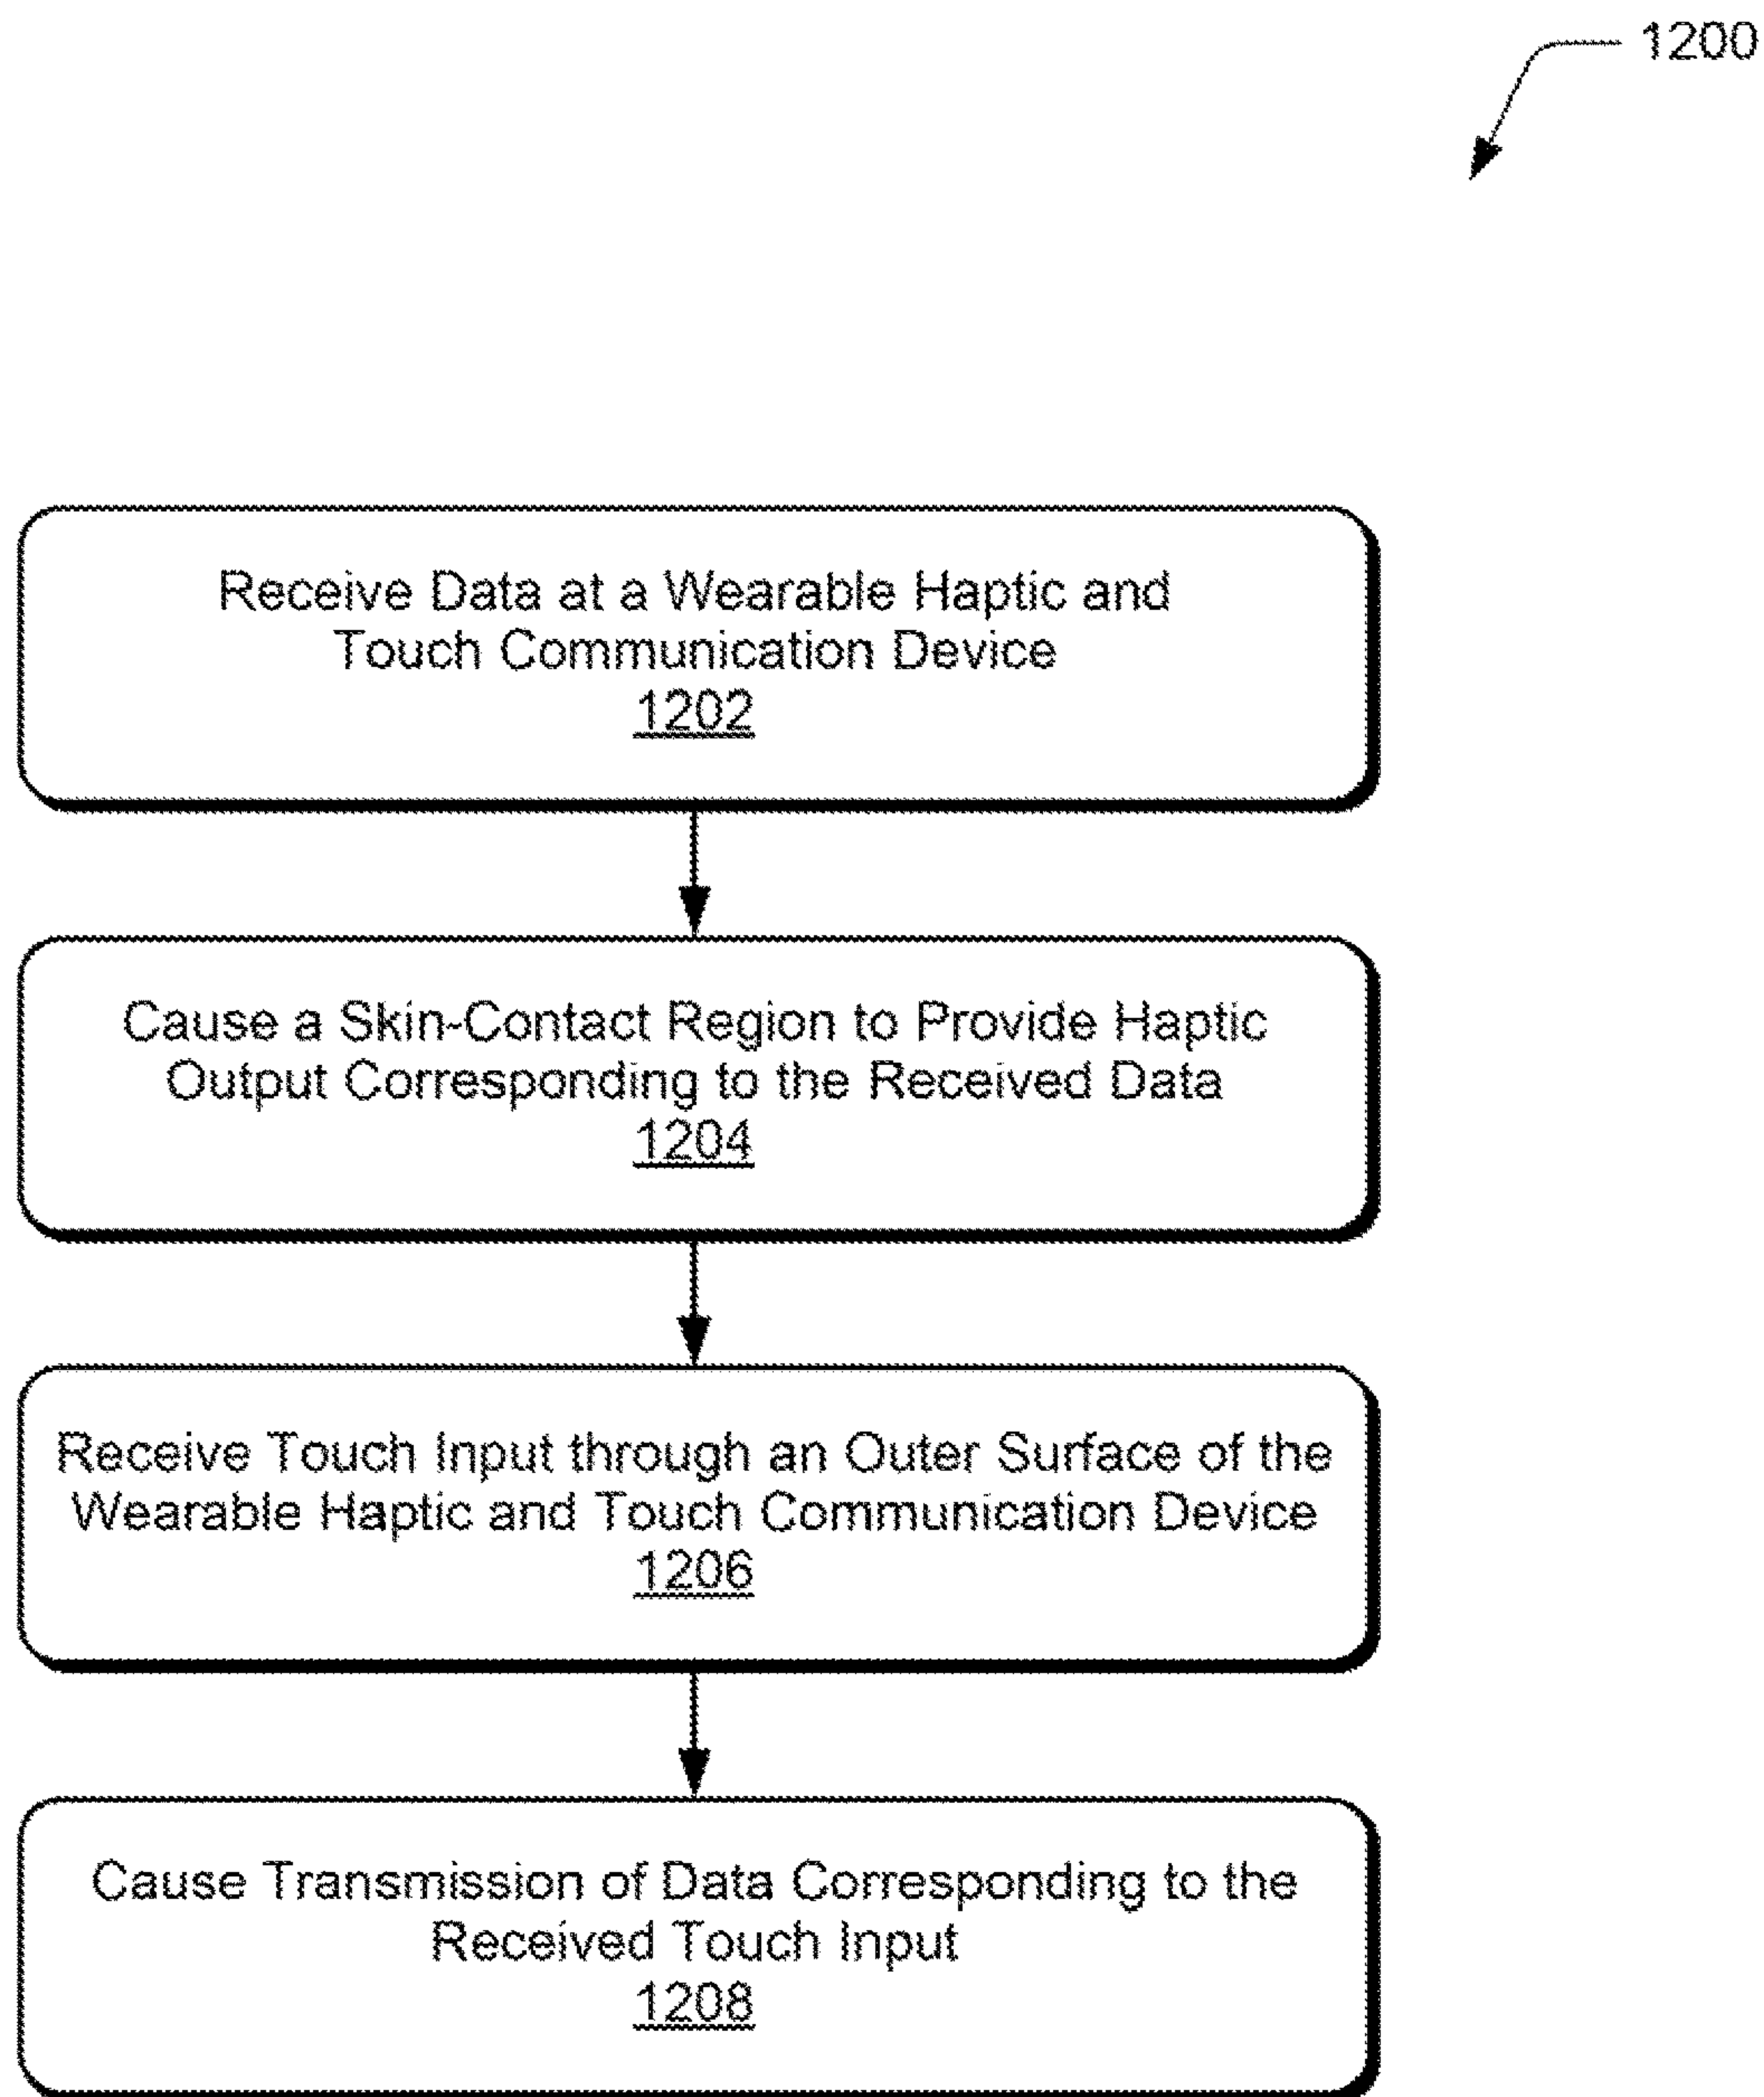 1200
Receive Data at a Wearable Haptic and
Touch Communication Device
1202
Cause a Skin-Contact Region to Provide Haptic
Output Corresponding to the Received Data
1204
Receive Touch Input through an Outer Surface of the
Wearable Haptic and Touch Communication Device
1206
Cause Transmission of Data Corresponding to the
Received Touch Input
1208